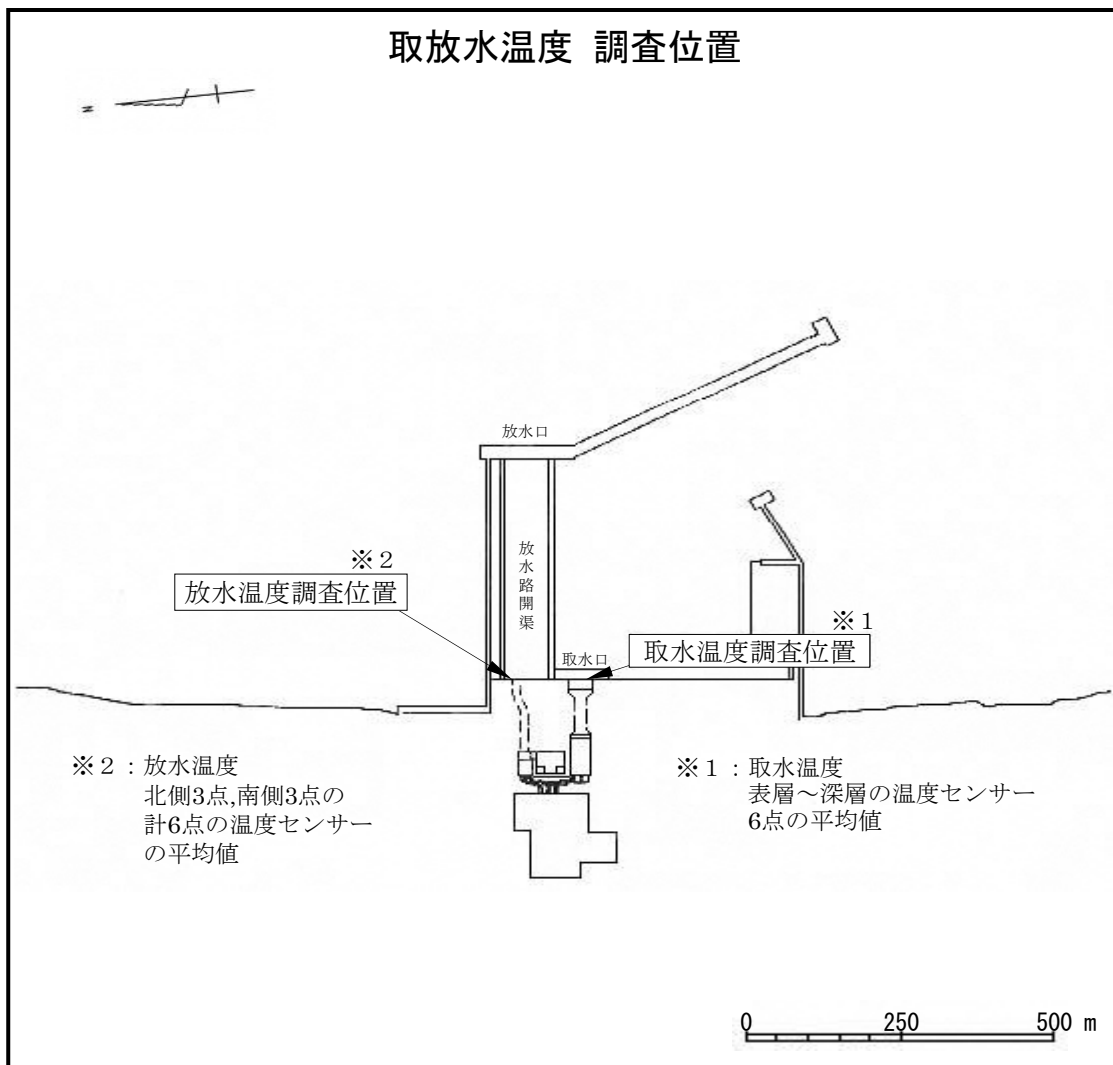 取放水温度 調査位置
N
放水口
※２
放水温度調査位置
放水路開渠
※１
取水口
取水温度調査位置
※２：放水温度
北側3点,南側3点の
計6点の温度センサー
の平均値
※１：取水温度
表層～深層の温度センサー
6点の平均値
0 250 500 m